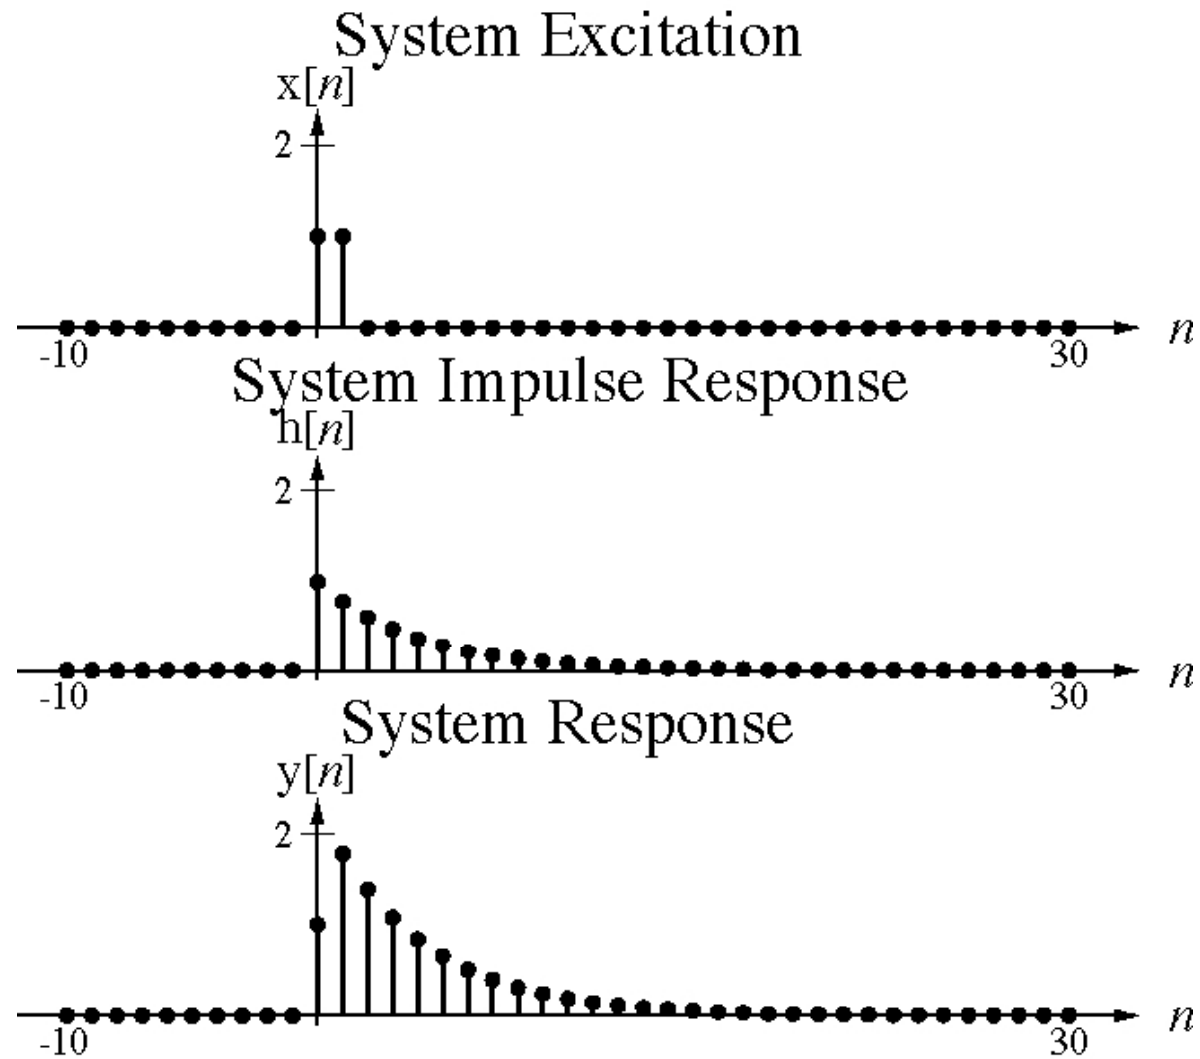 System Excitation
x[n]
2
-10 30 n
System Impulse Response
h[n]
2
-10 30 n
System Response
y[n]
2
-10 30 n